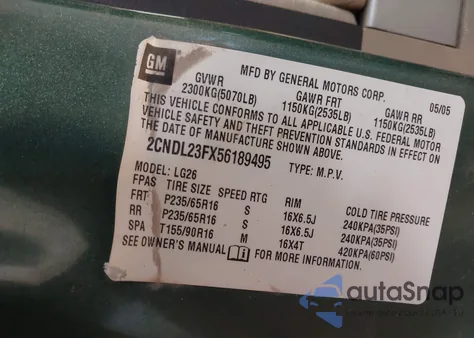 GM
MFD BY GENERAL MOTORS CORP.
05/05
GVWR GAWR FRT GAWR RR
2300KG(5070LB) 1150KG(2535LB) 1150KG(2535LB)
THIS VEHICLE CONFORMS TO ALL APPLICABLE U.S. FEDERAL MOTOR
VEHICLE SAFETY AND THEFT PREVENTION STANDARDS IN EFFECT ON
THE DATE OF MANUFACTURE SHOWN ABOVE.
2CNDL23FX56189495 TYPE: M.P.V.
MODEL: LG26
FPAS TIRE SIZE SPEED RTG RIM COLD TIRE PRESSURE
FRT P235/65R16 S 16X6.5J 240KPA(35PSI)
RR P235/65R16 S 16X6.5J 240KPA(35PSI)
SPA T155/90R16 M 16X4T 420KPA(60PSI)
SEE OWNER'S MANUAL FOR MORE INFORMATION.
autoSnap